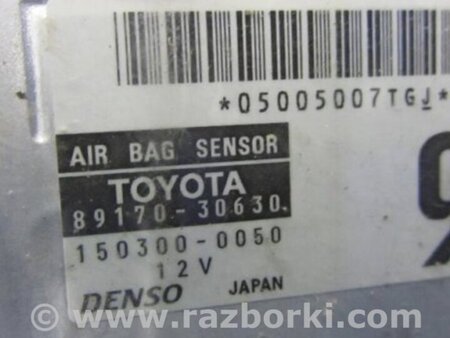 *05005007TGJ*
AIR BAG SENSOR
TOYOTA
89170-30630
150300-0050
12V
DENSO JAPAN
www.razborki.com